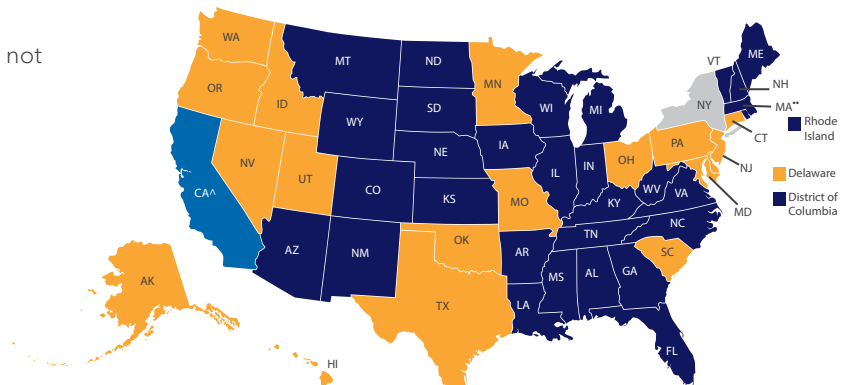 not
WA
MT
ND
MN
VT
ME
OR
ID
SD
WI
MI
NY
NH
MA**
WY
Rhode
Island
CT
NV
NE
IA
PA
NJ
UT
IL
IN
OH
Delaware
CA^
CO
KS
MO
WV
VA
District of
Columbia
KY
MD
NC
TN
AZ
NM
OK
AR
SC
MS
AL
GA
AK
TX
LA
FL
HI